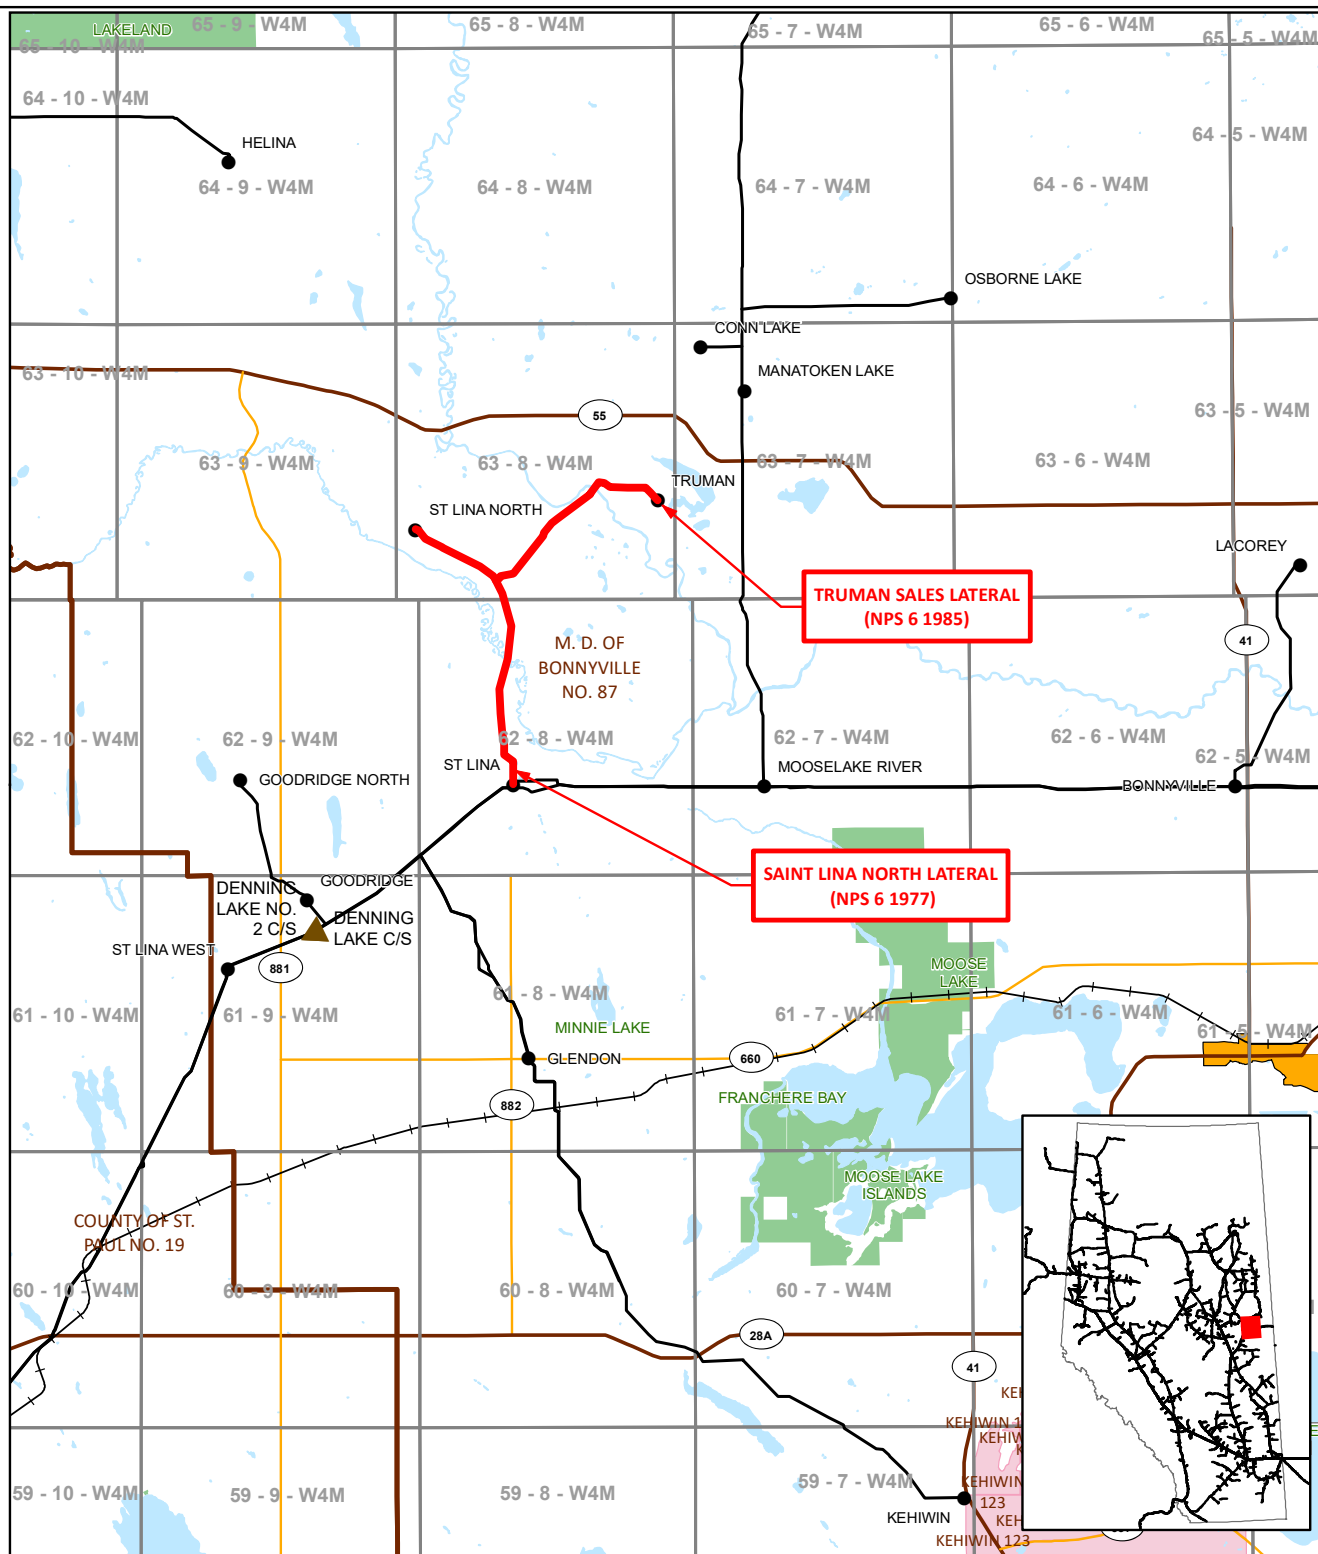 LAKELAND
65 - 9 - W4M
65 - 8 - W4M
65 - 7 - W4M
65 - 6 - W4M
65 - 5 - W4M
65 - 10 - W4M
64 - 10 - W4M
HELINA
64 - 5 - W4M
64 - 9 - W4M
64 - 8 - W4M
64 - 7 - W4M
64 - 6 - W4M
OSBORNE LAKE
CONN LAKE
MANATOKEN LAKE
63 - 10 - W4M
55
63 - 5 - W4M
63 - 9 - W4M
63 - 8 - W4M
63 - 7 - W4M
63 - 6 - W4M
TRUMAN
ST LINA NORTH
LACOREY
TRUMAN SALES LATERAL
(NPS 6 1985)
41
M. D. OF
BONNYVILLE
NO. 87
62 - 10 - W4M
62 - 9 - W4M
62 - 8 - W4M
62 - 7 - W4M
62 - 6 - W4M
62 - 5 - W4M
ST LINA
MOOSELAKE RIVER
GOODRIDGE NORTH
BONNYVILLE
SAINT LINA NORTH LATERAL
(NPS 6 1977)
GOODRIDGE
DENNING
LAKE NO.
2 C/S
DENNING
LAKE C/S
ST LINA WEST
881
MOOSE
LAKE
61 - 10 - W4M
61 - 9 - W4M
61 - 8 - W4M
61 - 7 - W4M
61 - 6 - W4M
61 - 5 - W4M
MINNIE LAKE
GLENDON
660
882
FRANCHERE BAY
MOOSE LAKE
ISLANDS
COUNTY OF ST.
PAUL NO. 19
60 - 10 - W4M
60 - 9 - W4M
60 - 8 - W4M
60 - 7 - W4M
28A
41
KEHIWIN
59 - 10 - W4M
59 - 9 - W4M
59 - 8 - W4M
59 - 7 - W4M
KEHIWIN
123
KEHIWIN
KEHIWIN 123